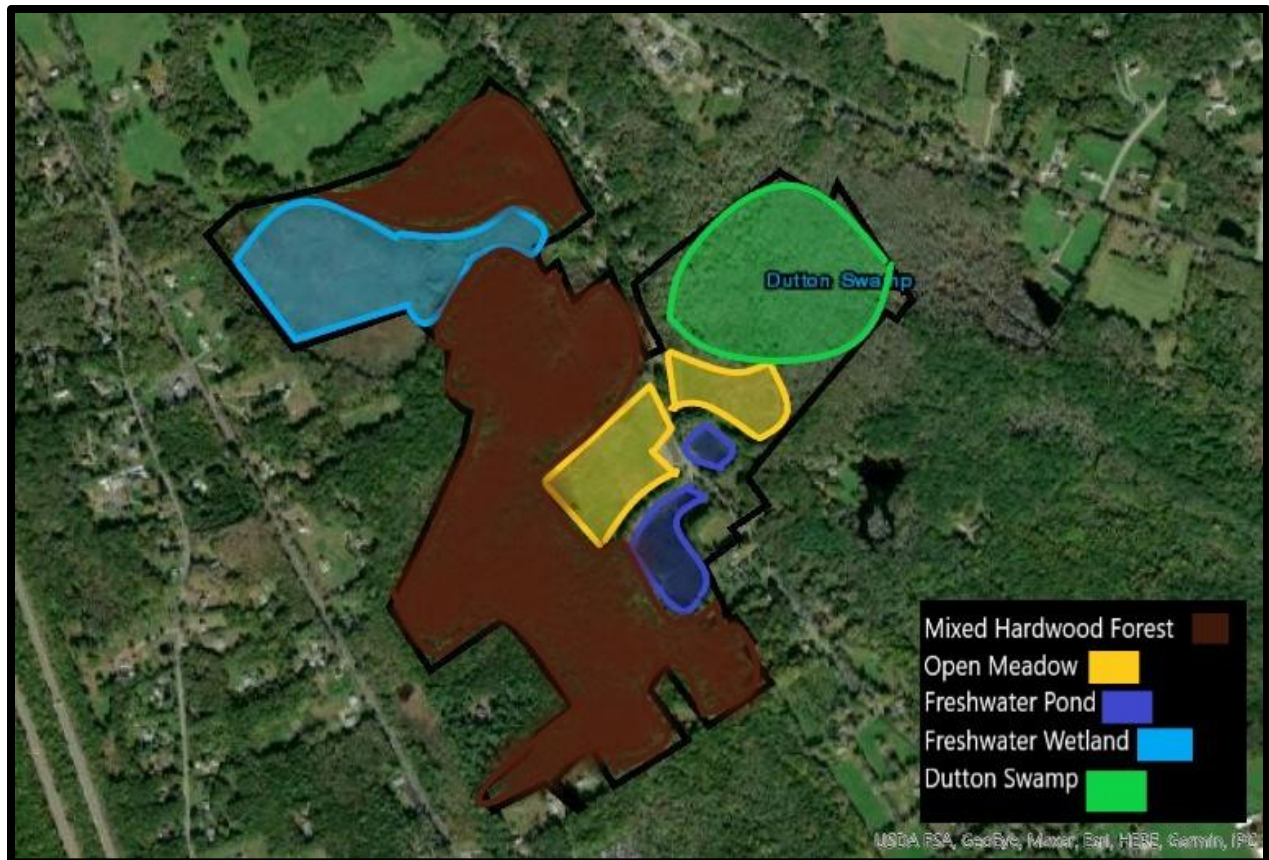 Dutton Swamp
Mixed Hardwood Forest
Open Meadow
Freshwater Pond
Freshwater Wetland
Dutton Swamp
USDA FSA, GeoEye, Maxar, Esri, HERE, Garmin, iPC